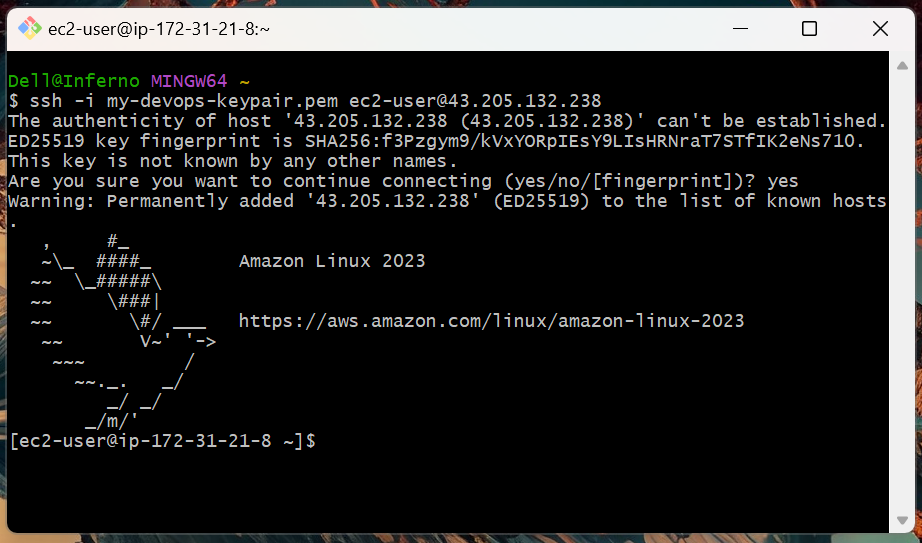 ec2-user@ip-172-31-21-8:~
Dell@Inferno MINGW64 ~
$ ssh -i my-devops-keypair.pem ec2-user@43.205.132.238
The authenticity of host '43.205.132.238 (43.205.132.238)' can't be established.
ED25519 key fingerprint is SHA256:f3Pzgym9/kVxYORpIEsY9LIsHRNraT7STfIK2eNs71O.
This key is not known by any other names.
Are you sure you want to continue connecting (yes/no/[fingerprint])? yes
Warning: Permanently added '43.205.132.238' (ED25519) to the list of known hosts
.
   ,     #_
   ~\_  ####_        Amazon Linux 2023
  ~~  \_#####\
  ~~     \###|
  ~~       \#/ ___   https://aws.amazon.com/linux/amazon-linux-2023
   ~~       V~' '->
    ~~~         /
      ~~._.   _/
         _/ _/
       _/m/'
[ec2-user@ip-172-31-21-8 ~]$